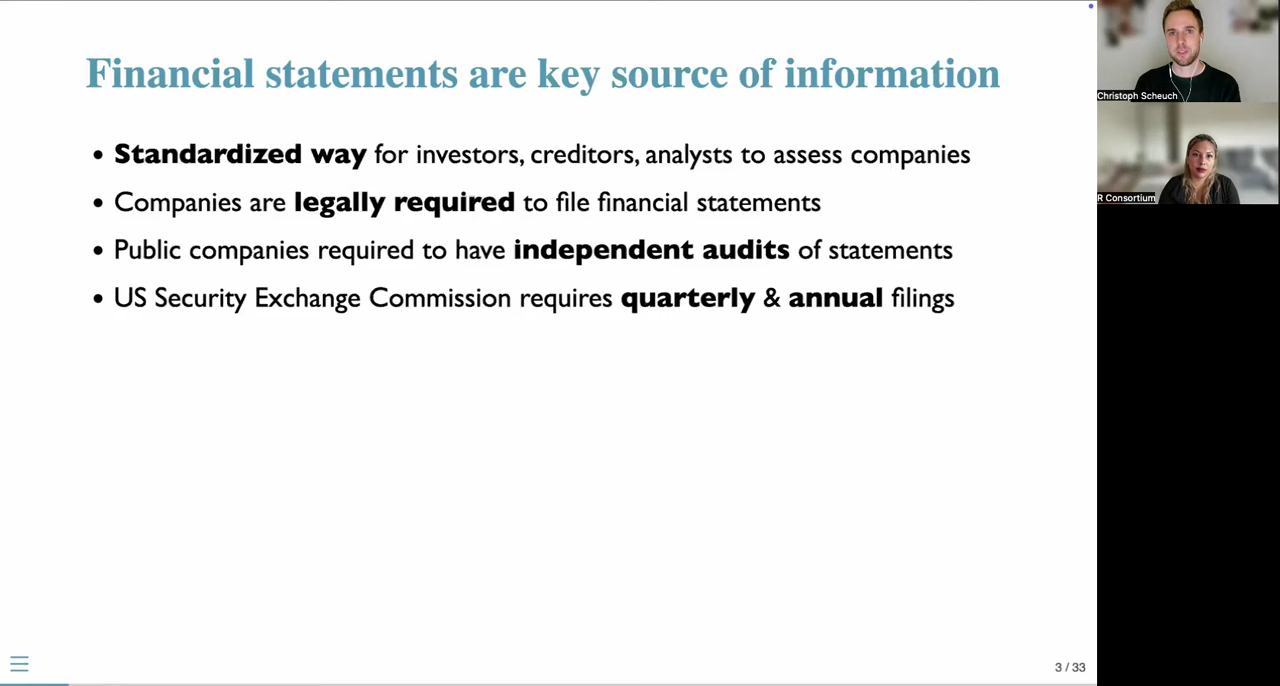 Financial statements are key source of information
• Standardized way for investors, creditors, analysts to assess companies
• Companies are legally required to file financial statements
• Public companies required to have independent audits of statements
• US Security Exchange Commission requires quarterly & annual filings
3 / 33
Christoph Scheuch
R Consortium